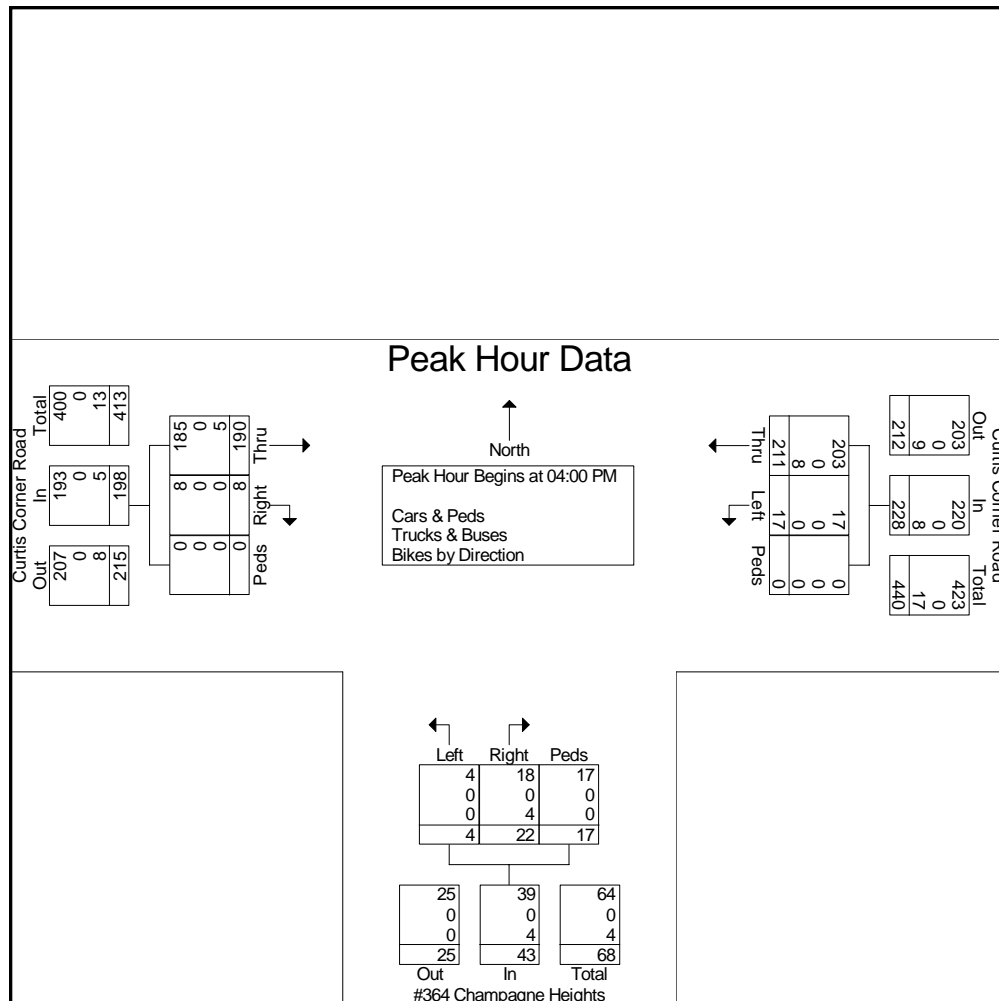 Peak Hour Data
North
Peak Hour Begins at 04:00 PM
Cars & Peds
Trucks & Buses
Bikes by Direction
Curtis Corner Road
Total
400
0
13
413
In
193
0
5
198
Out
207
0
8
215
Thru
185
0
5
190
Right
8
0
0
8
Peds
0
0
0
0
Curtis Corner Road
Out
203
0
9
212
In
220
0
8
228
Total
423
0
17
440
Thru
203
0
8
211
Left
17
0
0
17
Peds
0
0
0
0
Left Right Peds
4 18 17
0 0 0
0 4 0
4 22 17
25 39 64
0 0 0
0 4 4
25 43 68
Out In Total
#364 Champagne Heights